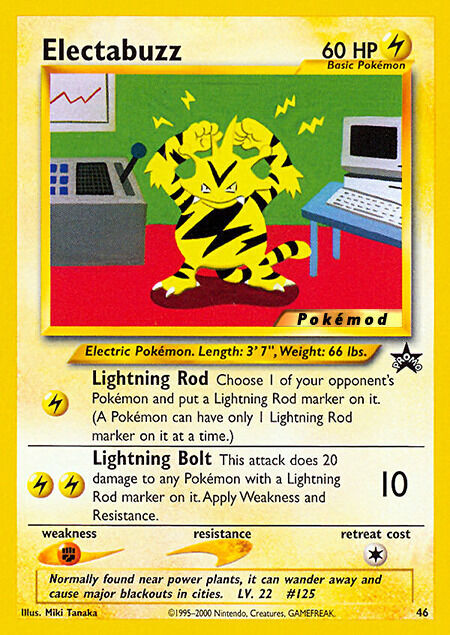 Electabuzz
60 HP
Basic Pokémon
Pokémod
Electric Pokémon. Length: 3' 7", Weight: 66 lbs.
PROMO
Lightning Rod Choose 1 of your opponent's
Pokémon and put a Lightning Rod marker on it.
(A Pokémon can have only 1 Lightning Rod
marker on it at a time.)
Lightning Bolt This attack does 20
damage to any Pokémon with a Lightning
Rod marker on it. Apply Weakness and
Resistance.
10
weakness resistance retreat cost
Normally found near power plants, it can wander away and
cause major blackouts in cities. LV. 22 #125
Illus. Miki Tanaka ©1995-2000 Nintendo, Creatures, GAMEFREAK. 46